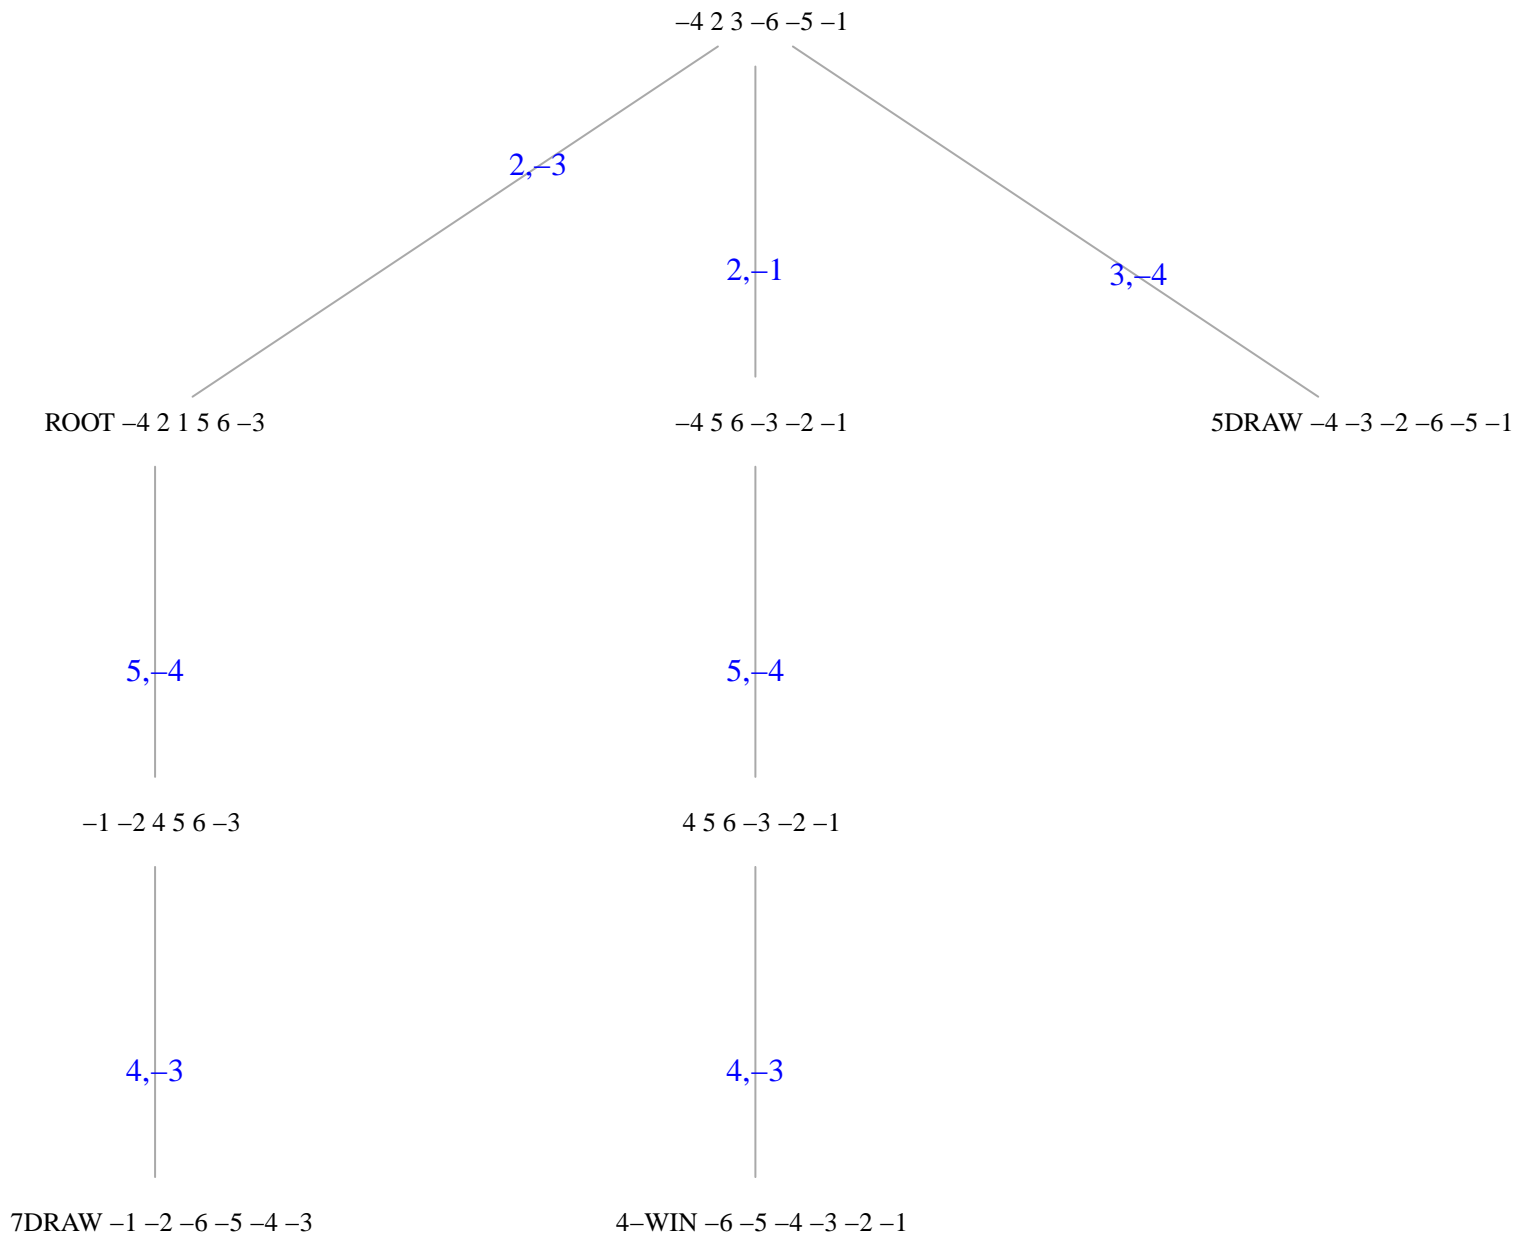 –4 2 3 –6 –5 –1
2,–3
2,–1
3,–4
ROOT –4 2 1 5 6 –3
–4 5 6 –3 –2 –1
5DRAW –4 –3 –2 –6 –5 –1
5,–4
5,–4
–1 –2 4 5 6 –3
4 5 6 –3 –2 –1
4,–3
4,–3
7DRAW –1 –2 –6 –5 –4 –3
4–WIN –6 –5 –4 –3 –2 –1